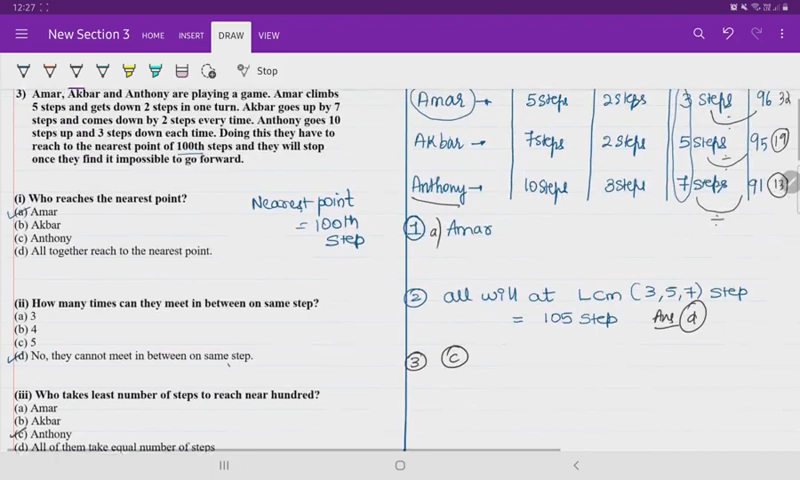 12:27
32
New Section 3 HOME INSERT DRAW VIEW
Stop
3) Amar, Akbar and Anthony are playing a game. Amar climbs
5 steps and gets down 2 steps in one turn. Akbar goes up by 7
steps and comes down by 2 steps every time. Anthony goes 10
steps up and 3 steps down each time. Doing this they have to
reach to the nearest point of 100th steps and they will stop
once they find it impossible to go forward.
(i) Who reaches the nearest point?
(a) Amar
(b) Akbar
(c) Anthony
(d) All together reach to the nearest point.
Nearest point
= 100th
Step
(ii) How many times can they meet in between on same step?
(a) 3
(b) 4
(c) 5
(d) No, they cannot meet in between on same step.
(iii) Who takes least number of steps to reach near hundred?
(a) Amar
(b) Akbar
(c) Anthony
(d) All of them take equal number of steps
Amar → 5 steps 2 steps 3 steps 96 32
÷
Akbar → 7 steps 2 steps 5 steps 95 19
÷
Anthony → 10 steps 3 steps 7 steps 91 13
÷
1 a) Amar
2 all will at Lcm (3,5,7) step
= 105 step Ans d
3 c